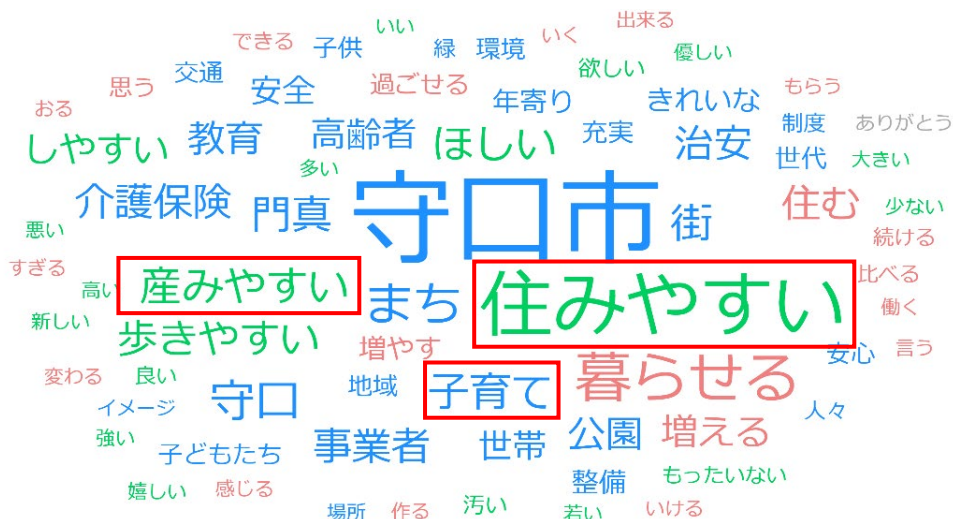 いい 出来る
できる 子供 緑 環境 いく 優しい
思う 交通 安全 過ごせる 欲しい もらう
おる 年寄り きれいな
しやすい 教育 高齢者 ほしい 充実 治安 制度 ありがとう
多い 世代 大きい
介護保険 門真 守口市 街 住む 少ない
悪い 続ける
すぎる 高い 産みやすい まち 住みやすい 比べる
新しい 歩きやすい 増やす 働く
変わる 良い 地域 子育て 暮らせる 安心 言う
イメージ 守口 人々
強い 子どもたち 事業者 世帯 公園 増える
嬉しい 感じる 整備 もったいない
場所 作る 汚い 若い いける